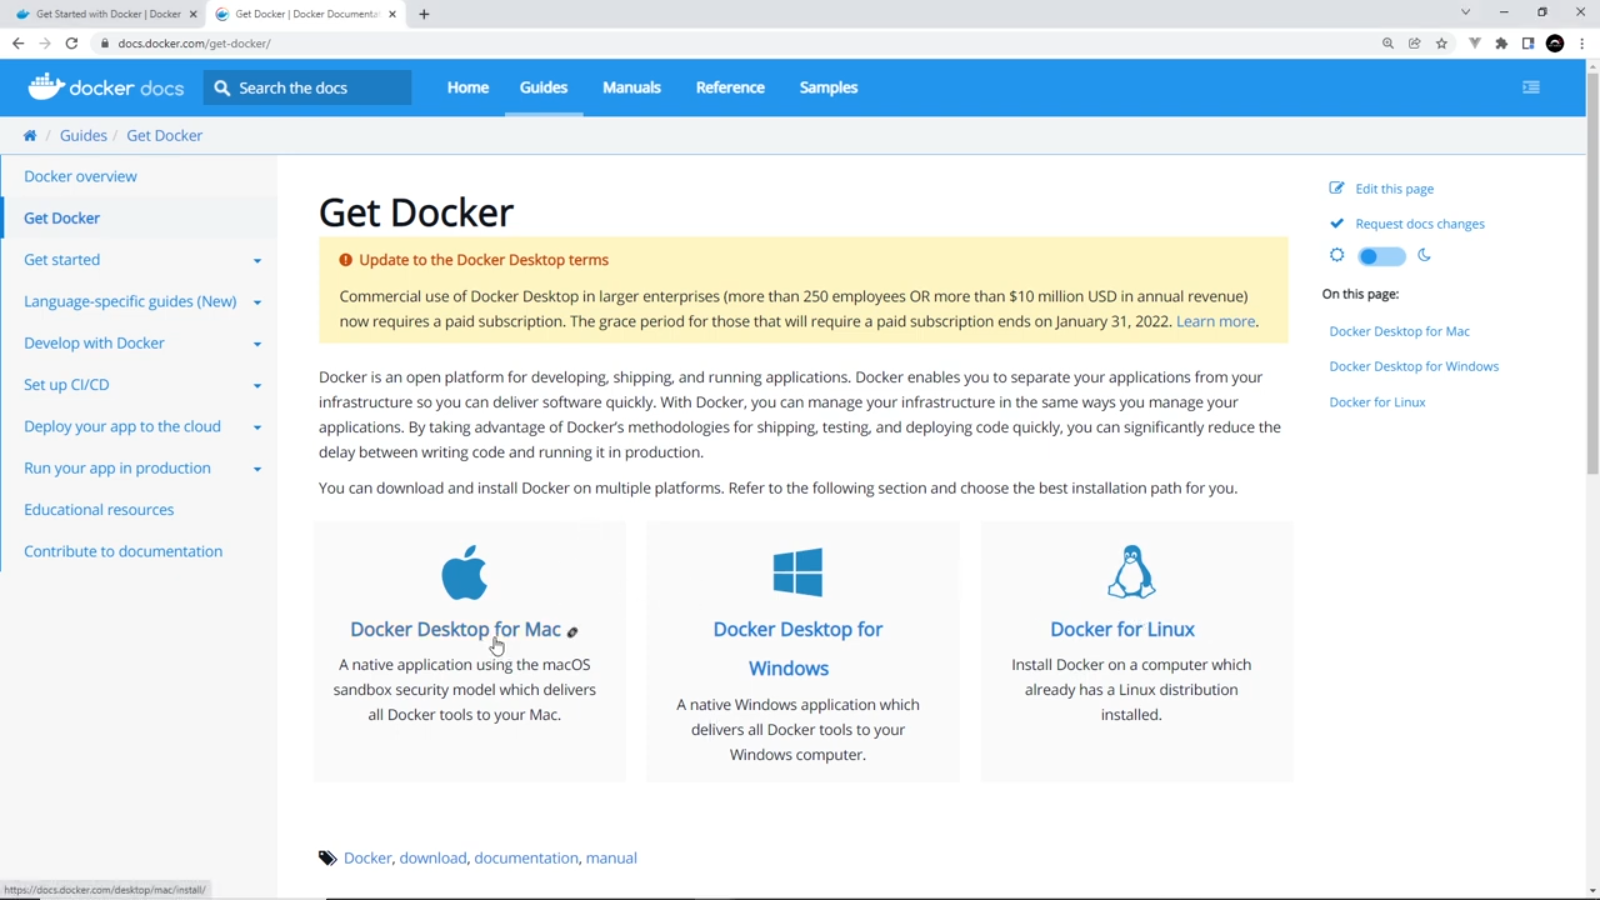 Get Started with Docker | Docker
Get Docker | Docker Documenta
docs.docker.com/get-docker/
docker docs
Search the docs
Home
Guides
Manuals
Reference
Samples
/ Guides / Get Docker
Docker overview
Get Docker
Get started
Language-specific guides (New)
Develop with Docker
Set up CI/CD
Deploy your app to the cloud
Run your app in production
Educational resources
Contribute to documentation
Get Docker
Update to the Docker Desktop terms
Commercial use of Docker Desktop in larger enterprises (more than 250 employees OR more than $10 million USD in annual revenue)
now requires a paid subscription. The grace period for those that will require a paid subscription ends on January 31, 2022. Learn more.
Docker is an open platform for developing, shipping, and running applications. Docker enables you to separate your applications from your
infrastructure so you can deliver software quickly. With Docker, you can manage your infrastructure in the same ways you manage your
applications. By taking advantage of Docker’s methodologies for shipping, testing, and deploying code quickly, you can significantly reduce the
delay between writing code and running it in production.
You can download and install Docker on multiple platforms. Refer to the following section and choose the best installation path for you.
Docker Desktop for Mac
A native application using the macOS
sandbox security model which delivers
all Docker tools to your Mac.
Docker Desktop for
Windows
A native Windows application which
delivers all Docker tools to your
Windows computer.
Docker for Linux
Install Docker on a computer which
already has a Linux distribution
installed.
Docker, download, documentation, manual
Edit this page
Request docs changes
On this page:
Docker Desktop for Mac
Docker Desktop for Windows
Docker for Linux
https://docs.docker.com/desktop/mac/install/